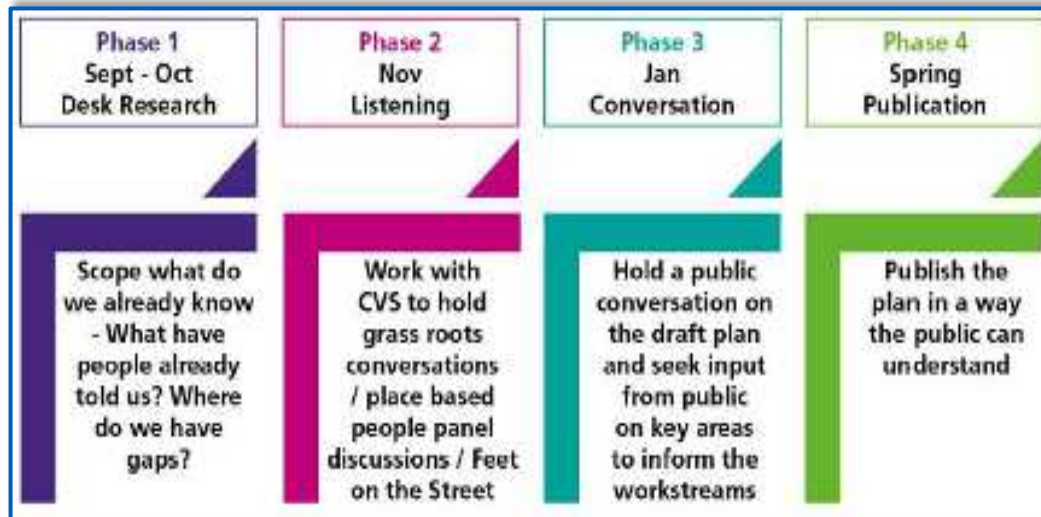 Phase 1
Sept - Oct
Desk Research
Phase 2
Nov
Listening
Phase 3
Jan
Conversation
Phase 4
Spring
Publication
Scope what do
we already know
- What have
people already
told us? Where
do we have
gaps?
Work with
CVS to hold
grass roots
conversations
/ place based
people panel
discussions / Feet
on the Street
Hold a public
conversation on
the draft plan
and seek input
from public
on key areas
to inform the
workstreams
Publish the
plan in a way
the public can
understand